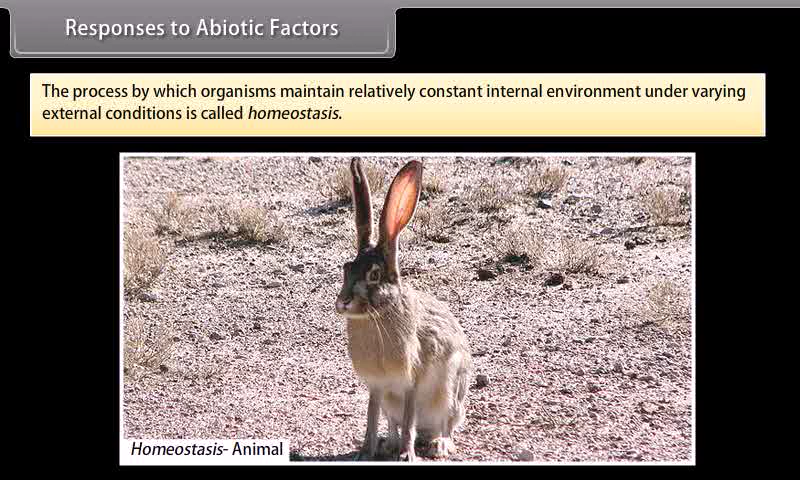 Responses to Abiotic Factors
The process by which organisms maintain relatively constant internal environment under varying
external conditions is called homeostasis.
Homeostasis- Animal